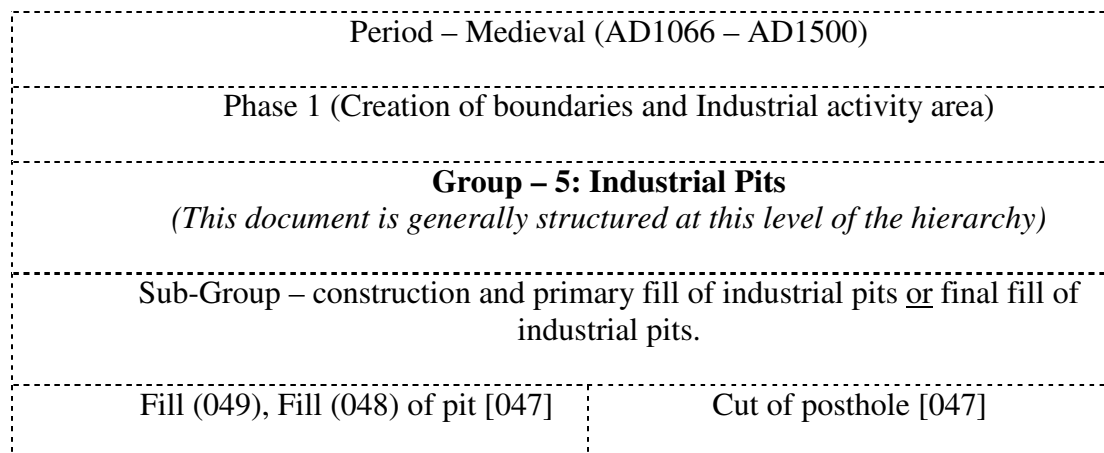 Period – Medieval (AD1066 – AD1500)
Phase 1 (Creation of boundaries and Industrial activity area)
Group – 5: Industrial Pits
(This document is generally structured at this level of the hierarchy)
Sub-Group – construction and primary fill of industrial pits or final fill of
industrial pits.
Fill (049), Fill (048) of pit [047]
Cut of posthole [047]